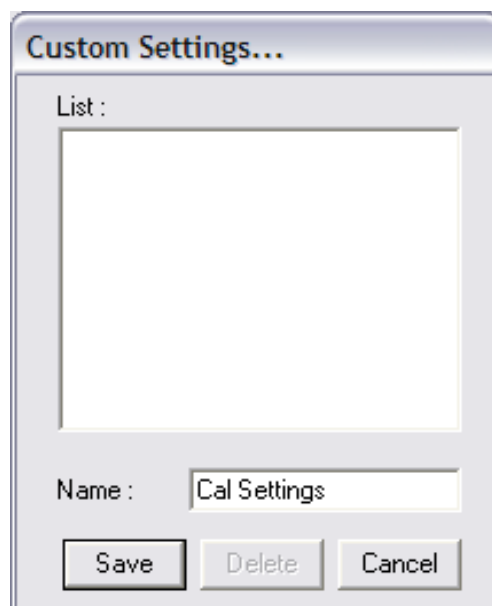 Custom Settings...
List :
Name : Cal Settings
Save Delete Cancel